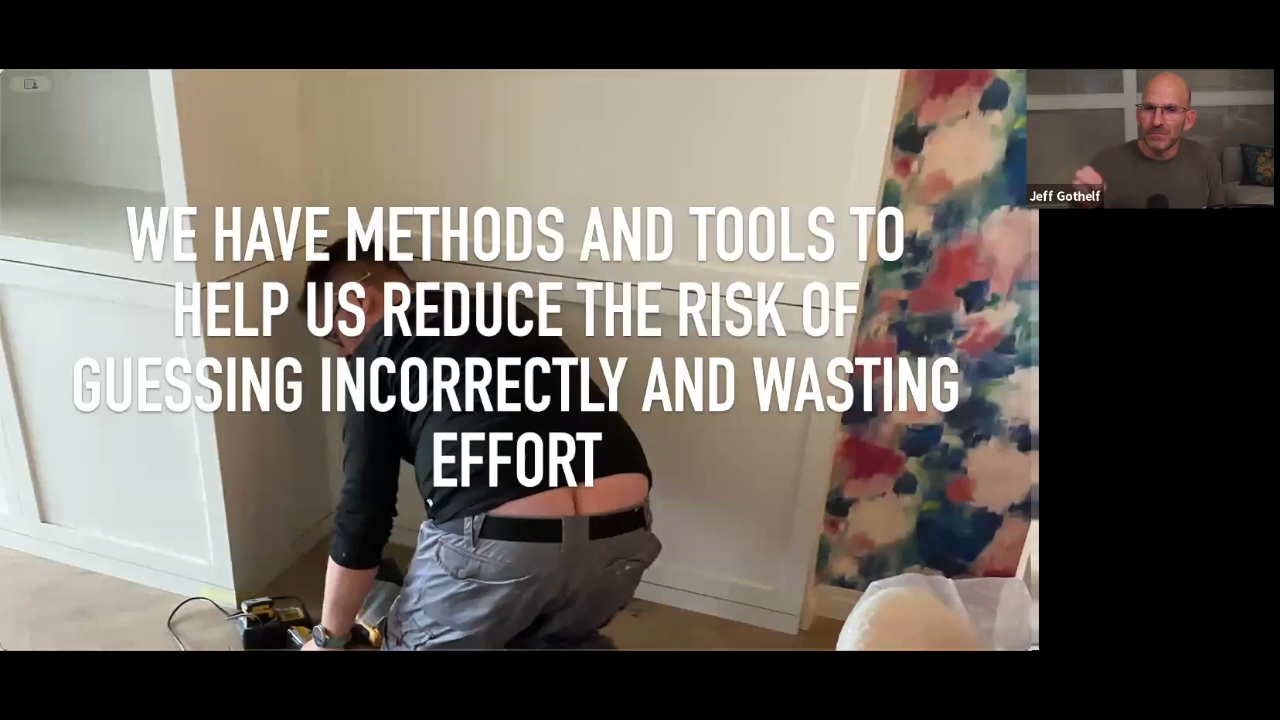 WE HAVE METHODS AND TOOLS TO
HELP US REDUCE THE RISK OF
GUESSING INCORRECTLY AND WASTING
EFFORT
Jeff Gothelf